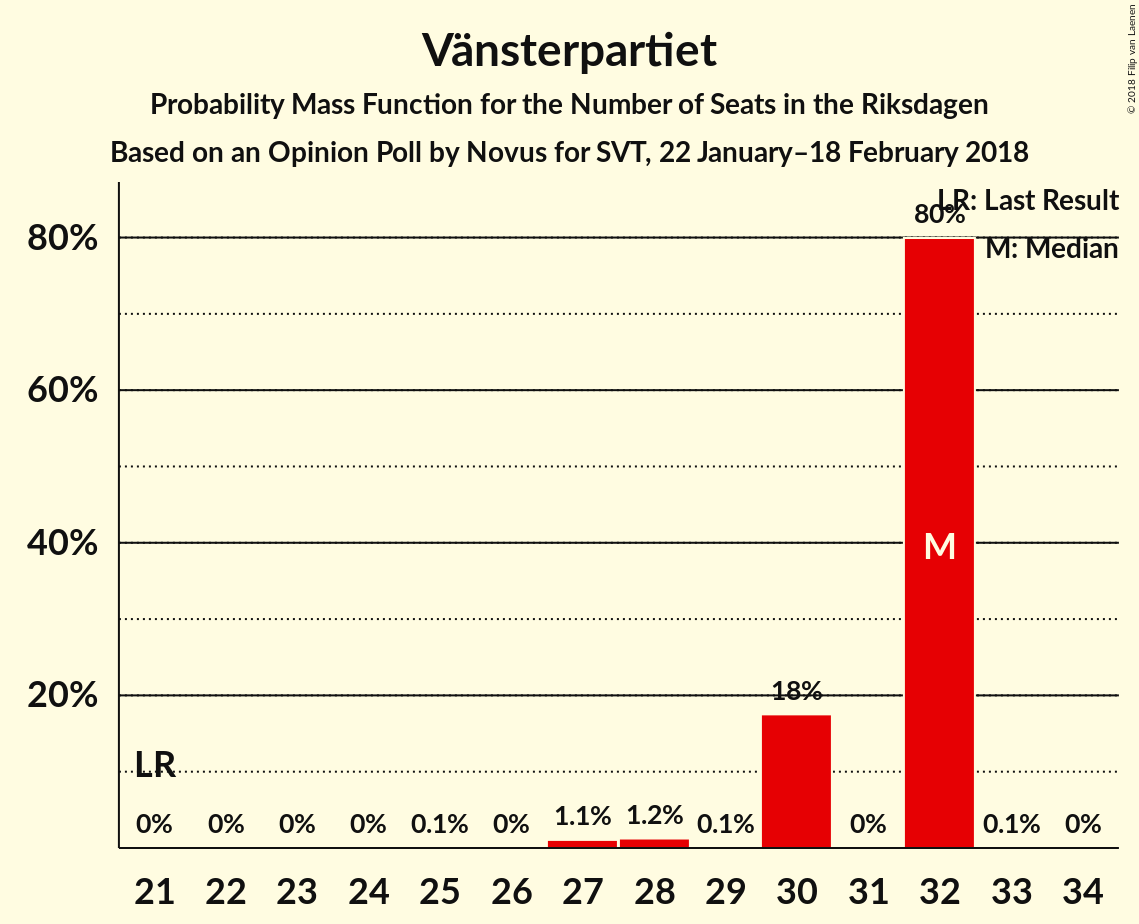 Vänsterpartiet
Probability Mass Function for the Number of Seats in the Riksdagen
Based on an Opinion Poll by Novus for SVT, 22 January–18 February 2018
© 2018 Filip van Laenen
LR: Last Result
M: Median
80%
80%
60%
40%
M
20%
18%
LR
0% 0% 0% 0% 0.1% 0% 1.1% 1.2% 0.1% 0% 0.1% 0%
21 22 23 24 25 26 27 28 29 30 31 32 33 34